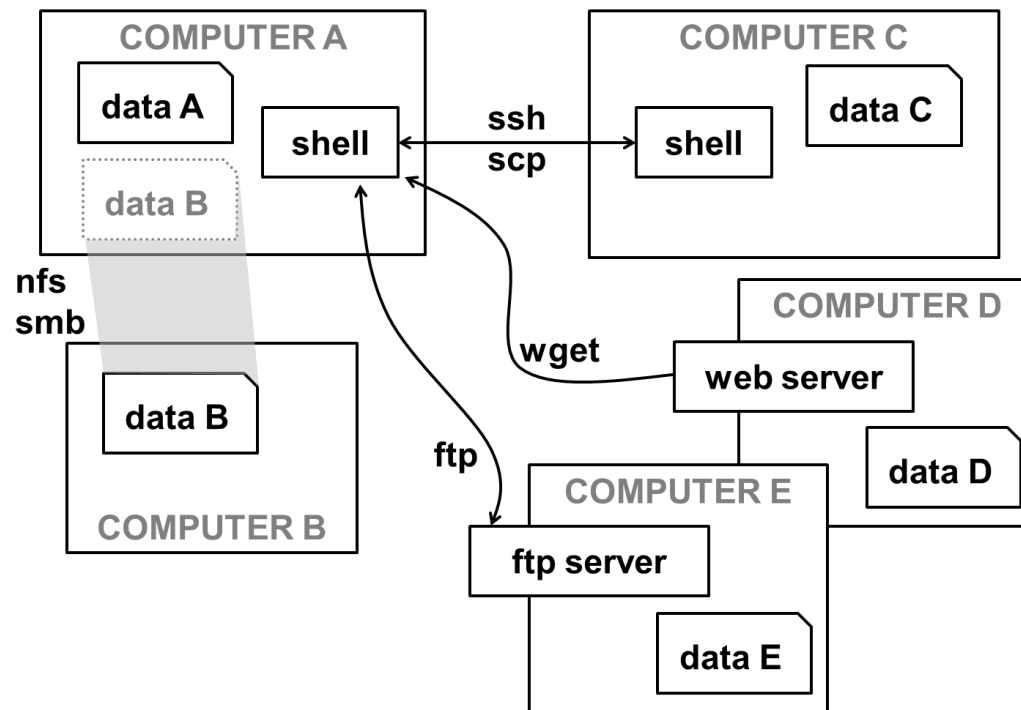 COMPUTER A
data A
shell
data B
ssh
scp
COMPUTER C
data C
shell
nfs
smb
data B
COMPUTER B
wget
ftp
COMPUTER D
web server
data D
COMPUTER E
ftp server
data E